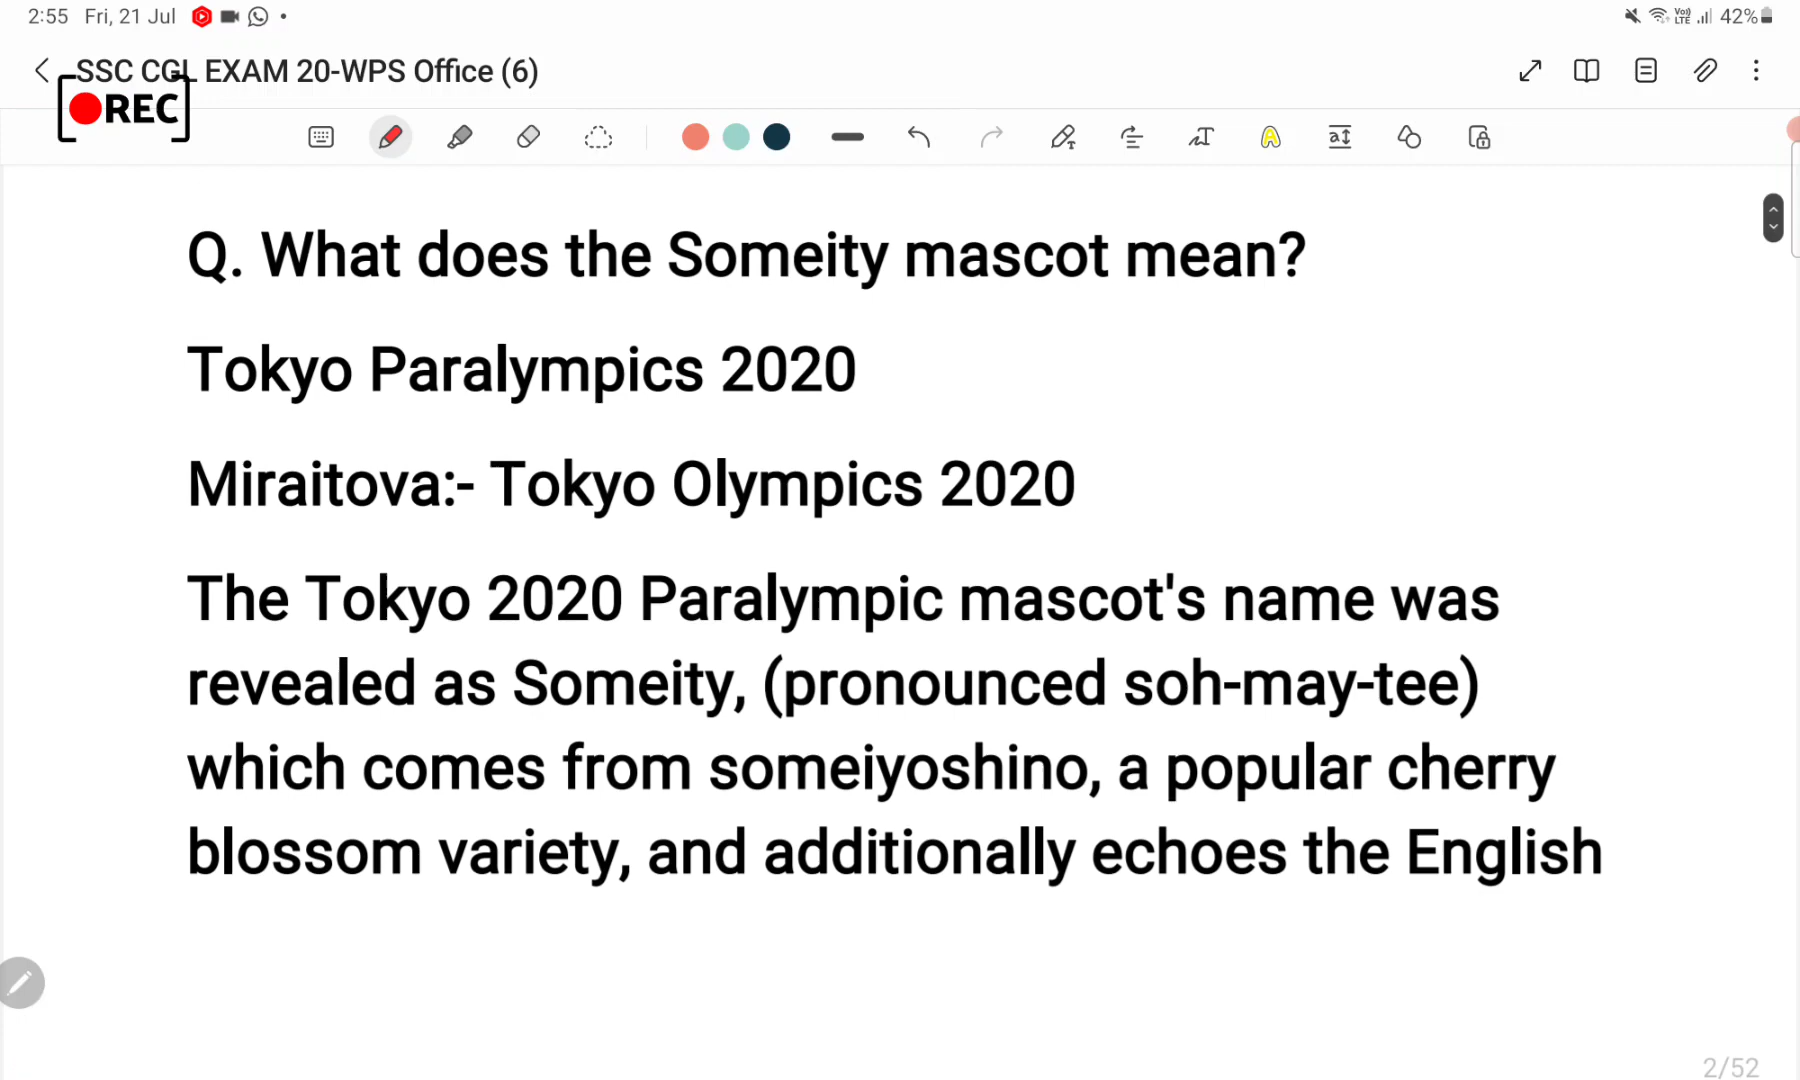 2:55 Fri, 21 Jul
Vo)) LTE 42%
SSC CGL EXAM 20-WPS Office (6)
REC
Q. What does the Someity mascot mean?
Tokyo Paralympics 2020
Miraitova:- Tokyo Olympics 2020
The Tokyo 2020 Paralympic mascot's name was
revealed as Someity, (pronounced soh-may-tee)
which comes from someiyoshino, a popular cherry
blossom variety, and additionally echoes the English
2/52